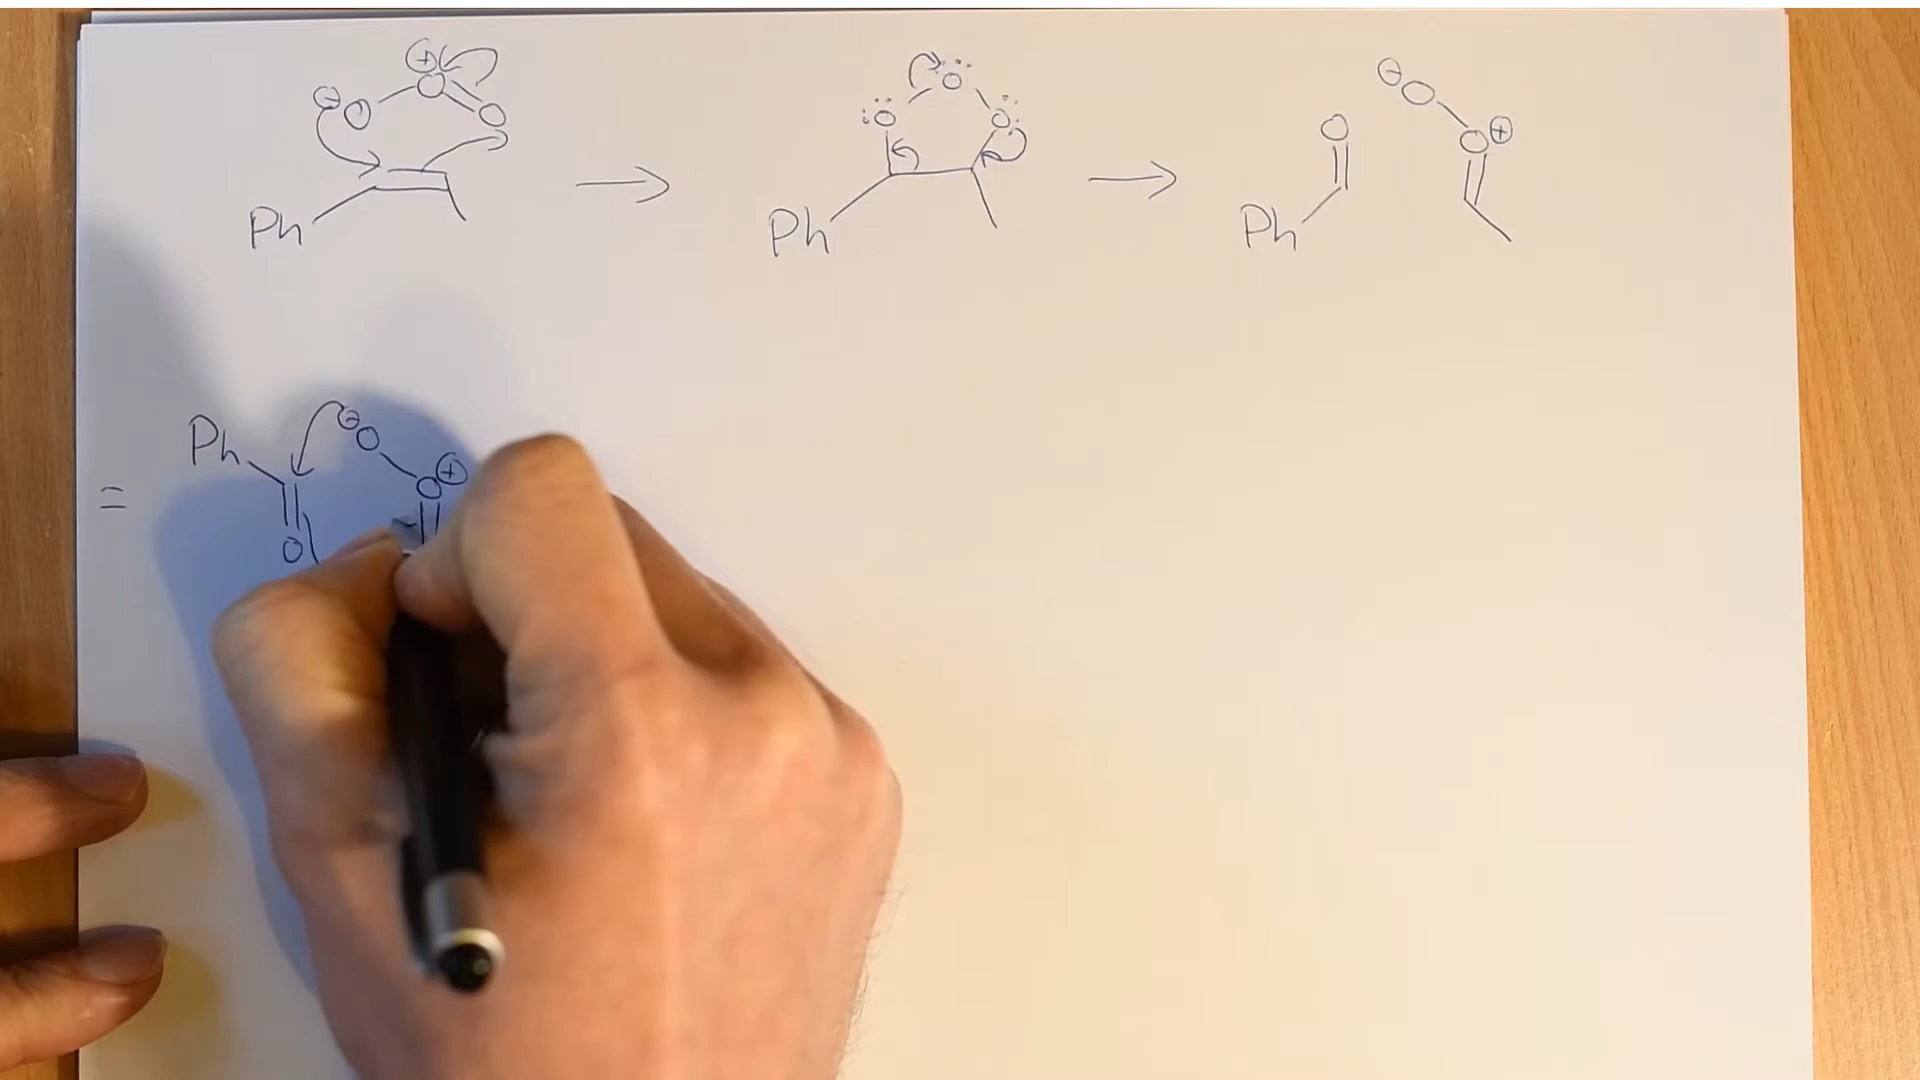 ⊕
⊖ O O O
Ph
O O O
Ph
⊖ O O ⊕
O
Ph
Ph ⊖ O O ⊕
= O